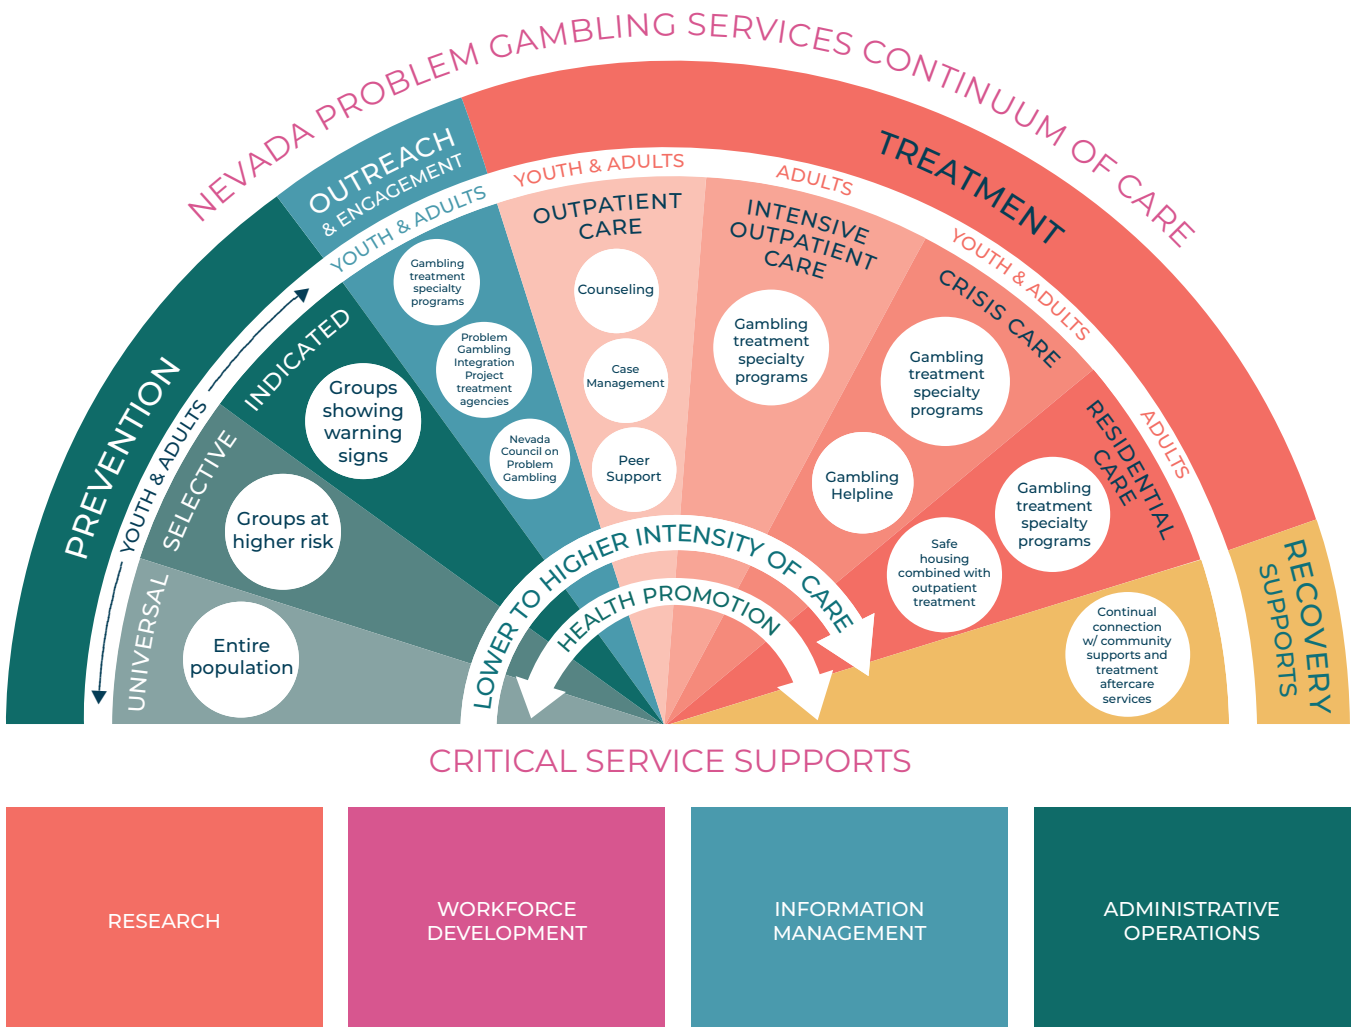 NEVADA PROBLEM GAMBLING SERVICES CONTINUUM OF CARE
PREVENTION
YOUTH & ADULTS
UNIVERSAL
Entire
population
SELECTIVE
Groups at
higher risk
INDICATED
Groups
showing
warning
signs
OUTREACH
& ENGAGEMENT
YOUTH & ADULTS
Gambling
treatment
specialty
programs
Problem
Gambling
Integration
Project
treatment
agencies
Nevada
Council on
Problem
Gambling
TREATMENT
YOUTH & ADULTS
OUTPATIENT
CARE
Counseling
Case
Management
Peer
Support
ADULTS
INTENSIVE
OUTPATIENT
CARE
Gambling
treatment
specialty
programs
YOUTH & ADULTS
CRISIS CARE
Gambling
treatment
specialty
programs
Gambling
Helpline
ADULTS
RESIDENTIAL
CARE
Gambling
treatment
specialty
programs
Safe
housing
combined with
outpatient
treatment
RECOVERY
SUPPORTS
Continual
connection
w/ community
supports and
treatment
aftercare
services
LOWER TO HIGHER INTENSITY OF CARE
HEALTH PROMOTION
CRITICAL SERVICE SUPPORTS
RESEARCH
WORKFORCE
DEVELOPMENT
INFORMATION
MANAGEMENT
ADMINISTRATIVE
OPERATIONS